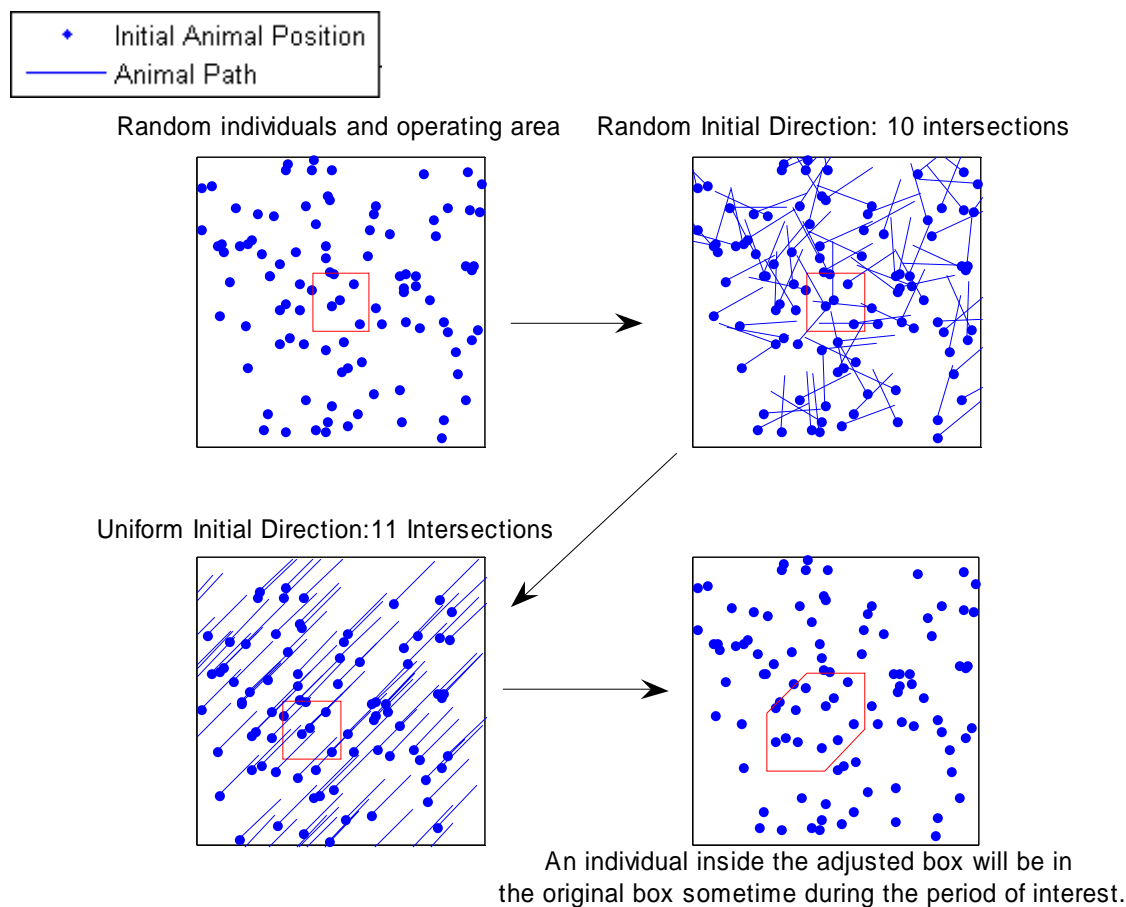 Initial Animal Position
Animal Path
Random individuals and operating area
Random Initial Direction: 10 intersections
Uniform Initial Direction:11 Intersections
An individual inside the adjusted box will be in
the original box sometime during the period of interest.